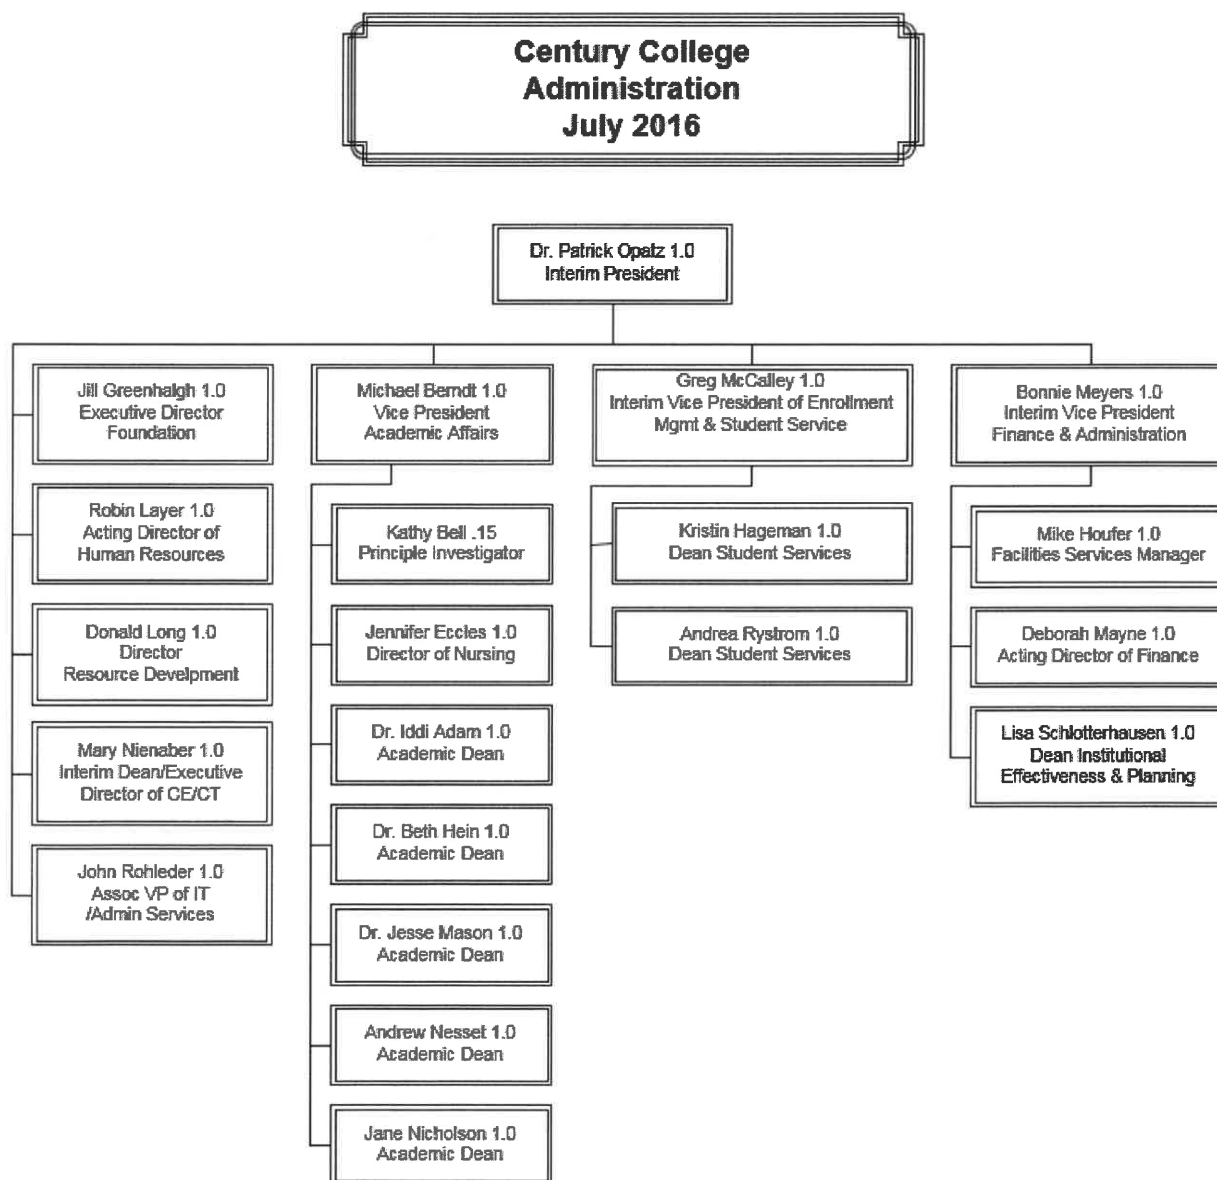 Century College
Administration
July 2016
Dr. Patrick Opatz 1.0
Interim President
Jill Greenhalgh 1.0
Executive Director
Foundation
Robin Layer 1.0
Acting Director of
Human Resources
Donald Long 1.0
Director
Resource Develpment
Mary Nienaber 1.0
Interim Dean/Executive
Director of CE/CT
John Rohleder 1.0
Assoc VP of IT
/Admin Services
Michael Berndt 1.0
Vice President
Academic Affairs
Kathy Bell .15
Principle Investigator
Jennifer Eccles 1.0
Director of Nursing
Dr. Iddi Adam 1.0
Academic Dean
Dr. Beth Hein 1.0
Academic Dean
Dr. Jesse Mason 1.0
Academic Dean
Andrew Nesset 1.0
Academic Dean
Jane Nicholson 1.0
Academic Dean
Greg McCalley 1.0
Interim Vice President of Enrollment
Mgmt & Student Service
Kristin Hageman 1.0
Dean Student Services
Andrea Rystrom 1.0
Dean Student Services
Bonnie Meyers 1.0
Interim Vice President
Finance & Administration
Mike Houfer 1.0
Facilities Services Manager
Deborah Mayne 1.0
Acting Director of Finance
Lisa Schlotterhausen 1.0
Dean Institutional
Effectiveness & Planning